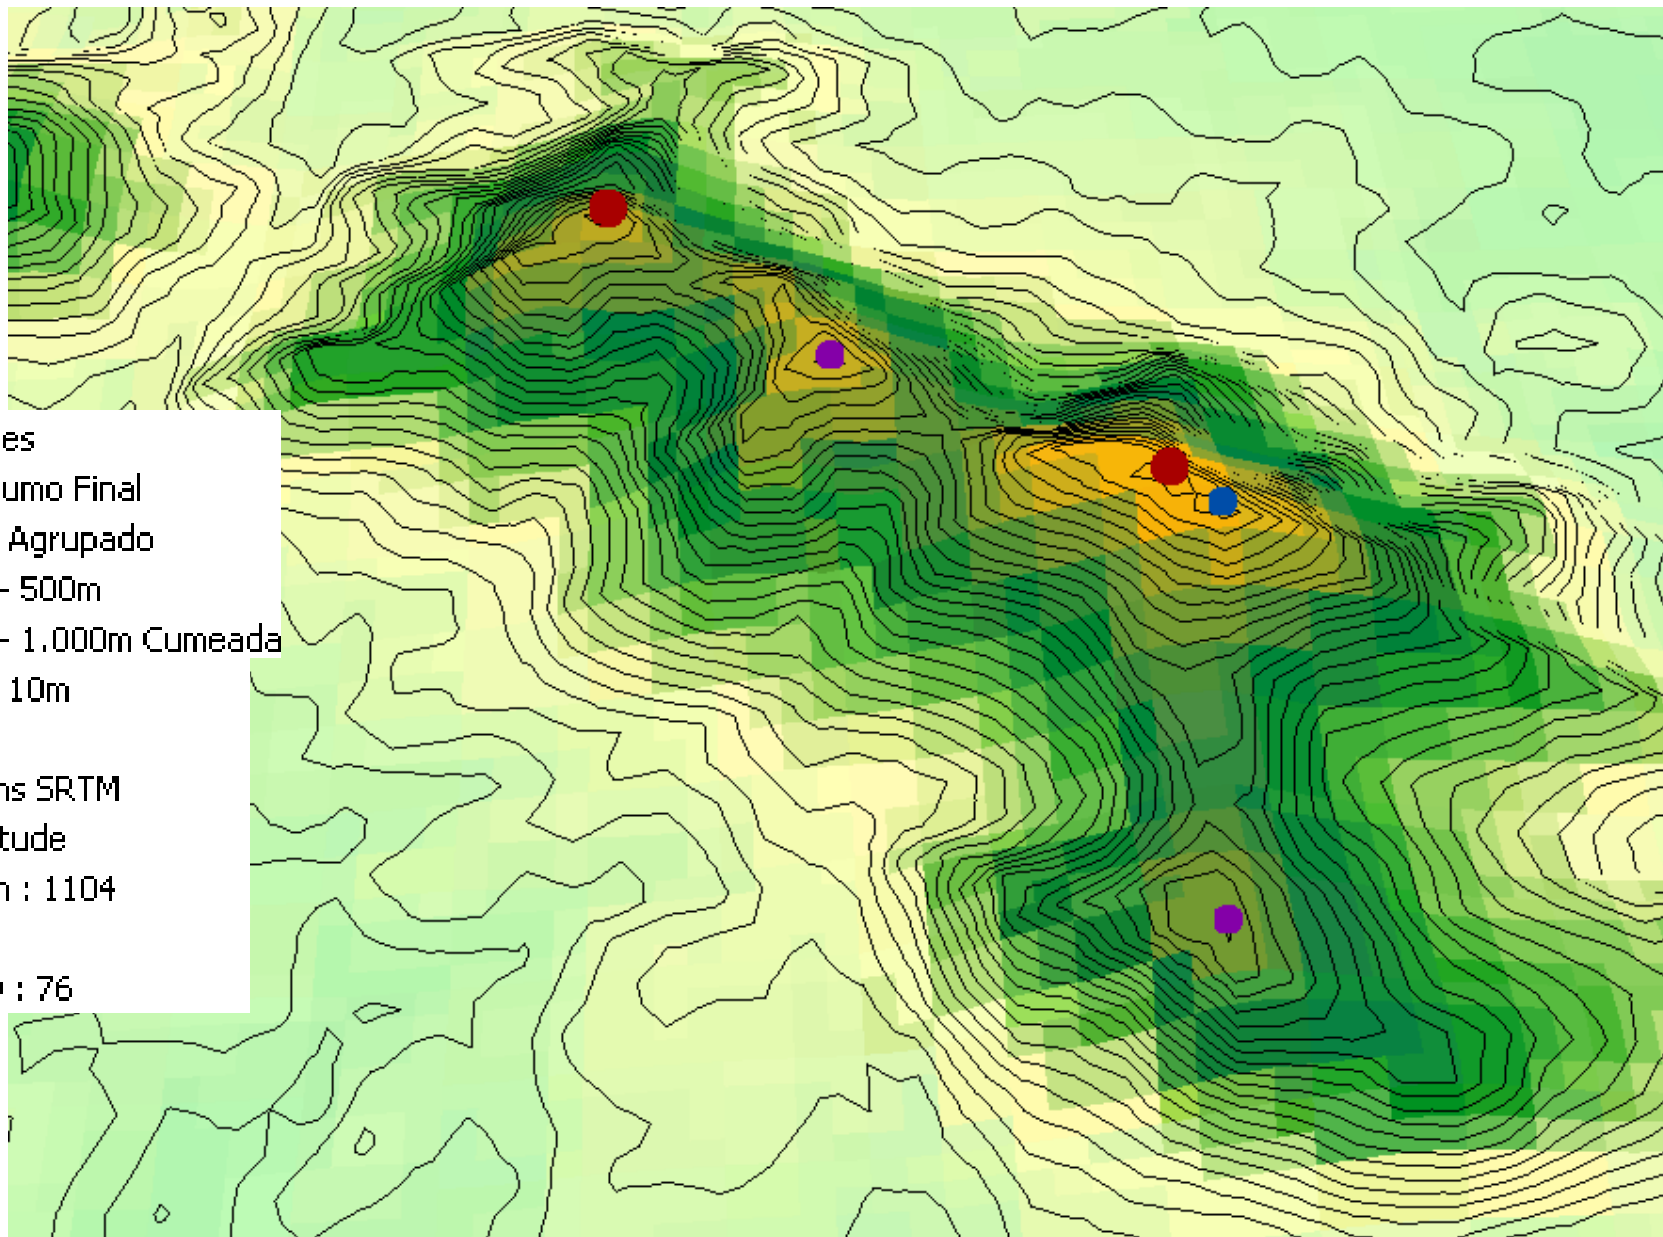 es
umo Final
Agrupado
- 500m
- 1.000m Cumeada
10m
ns SRTM
tude
: 1104
: 76